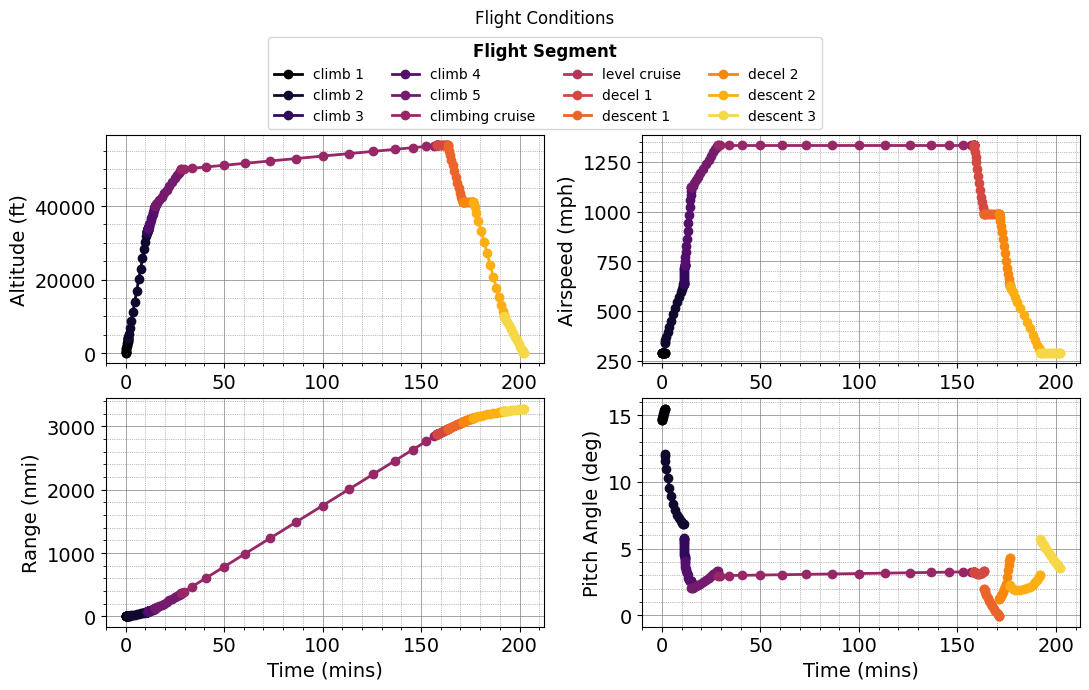 Flight Conditions
Flight Segment
climb 1 climb 4 level cruise decel 2
climb 2 climb 5 decel 1 descent 2
climb 3 climbing cruise descent 1 descent 3
Altitude (ft)
40000
20000
0
0 50 100 150 200
Airspeed (mph)
1250
1000
750
500
250
0 50 100 150 200
Range (nmi)
3000
2000
1000
0
0 50 100 150 200
Time (mins)
Pitch Angle (deg)
15
10
5
0
0 50 100 150 200
Time (mins)